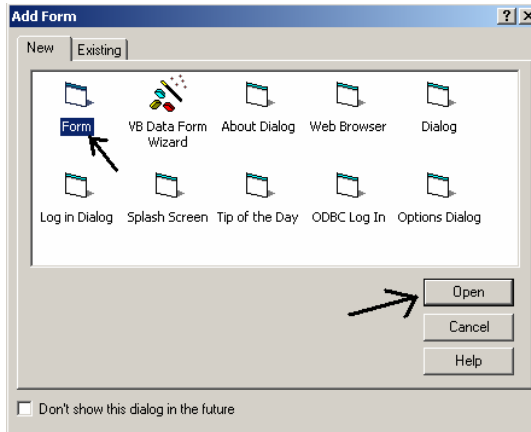 Add Form
New Existing
Form VB Data Form Wizard About Dialog Web Browser Dialog
Log in Dialog Splash Screen Tip of the Day ODBC Log In Options Dialog
Open
Cancel
Help
Don't show this dialog in the future